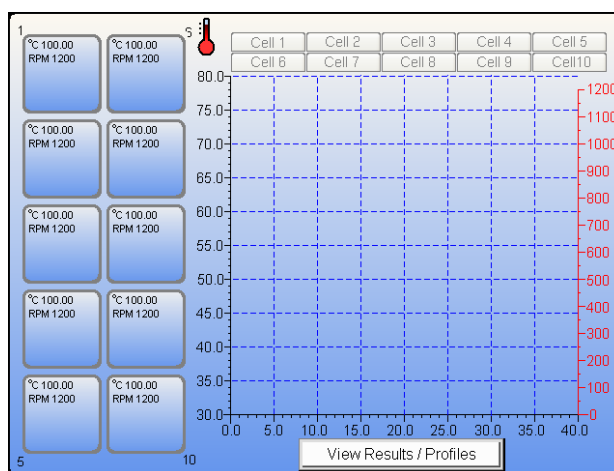 1
S
°C 100.00
RPM 1200
°C 100.00
RPM 1200
°C 100.00
RPM 1200
°C 100.00
RPM 1200
°C 100.00
RPM 1200
°C 100.00
RPM 1200
°C 100.00
RPM 1200
°C 100.00
RPM 1200
°C 100.00
RPM 1200
°C 100.00
RPM 1200
5
10
Cell 1 Cell 2 Cell 3 Cell 4 Cell 5
Cell 6 Cell 7 Cell 8 Cell 9 Cell10
80.0
75.0
70.0
65.0
60.0
55.0
50.0
45.0
40.0
35.0
30.0
1200
1100
1000
900
800
700
600
500
400
300
200
100
0
0.0 5.0 10.0 15.0 20.0 25.0 30.0 35.0 40.0
View Results / Profiles